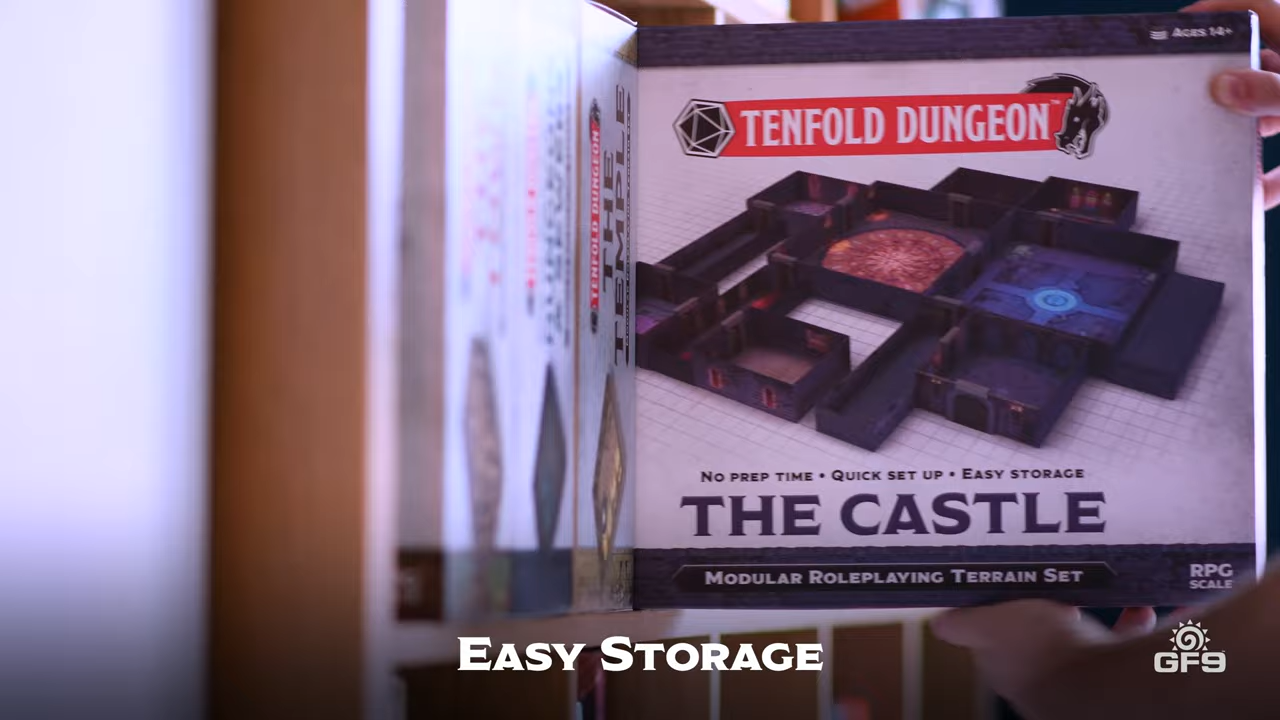 AGES 14+
TENFOLD DUNGEON™
TENFOLD DUNGEON
THE TEMPLE
NO PREP TIME • QUICK SET UP • EASY STORAGE
THE CASTLE
MODULAR ROLEPLAYING TERRAIN SET
RPG
SCALE
EASY STORAGE
GF9